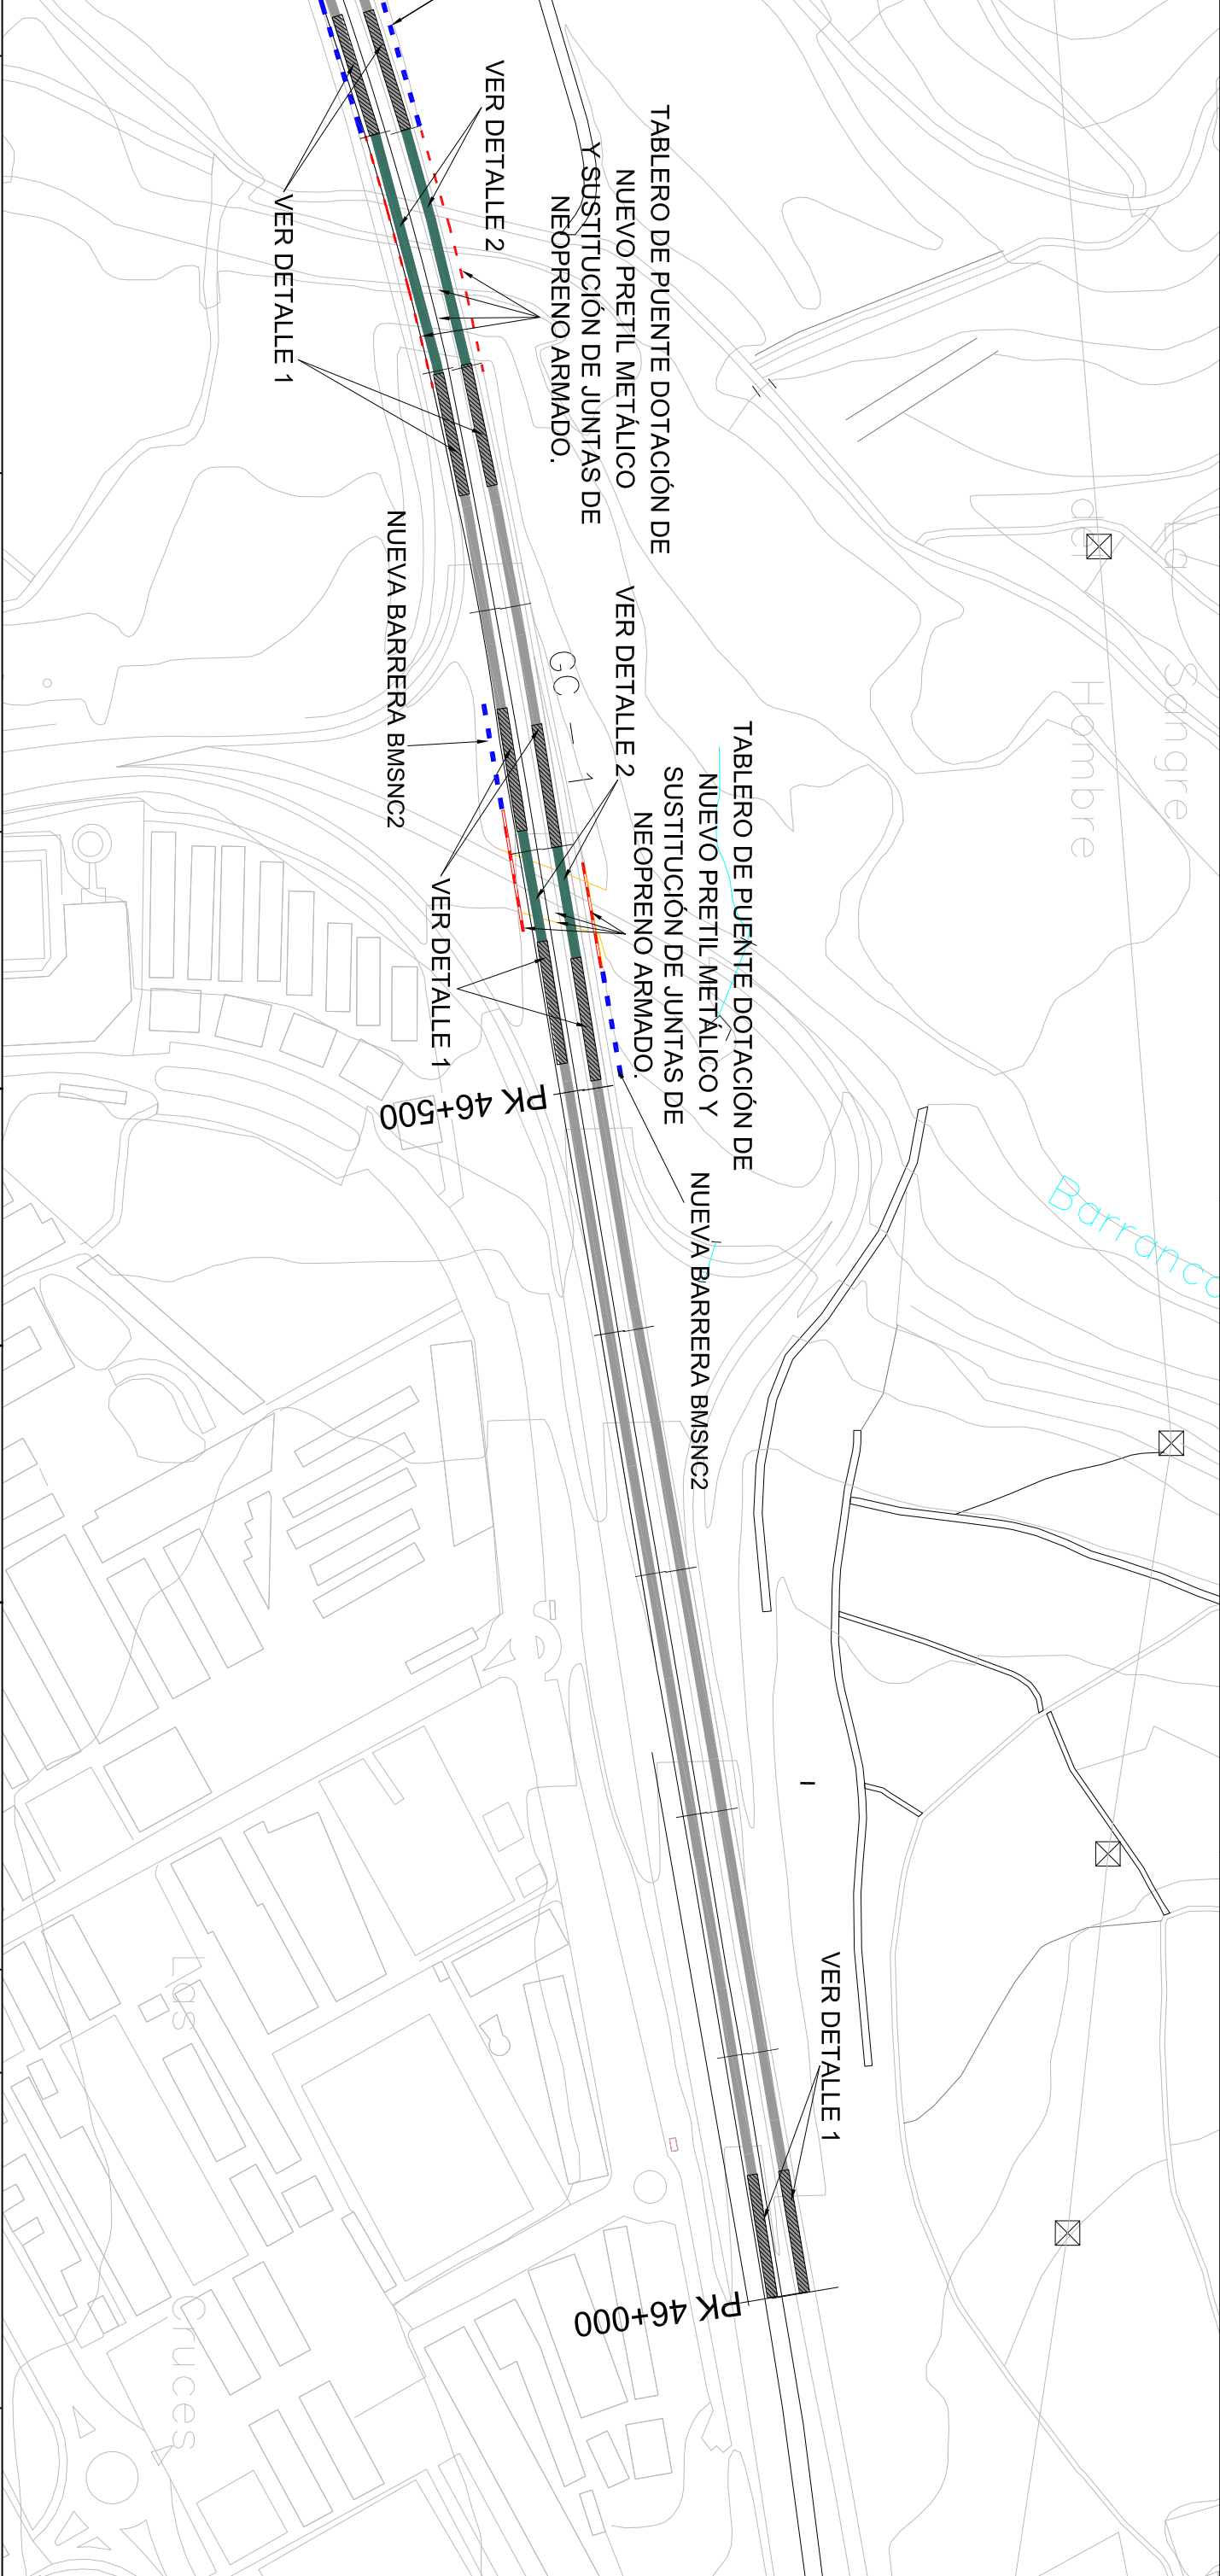 VER DETALLE 2
TABLERO DE PUENTE DOTACIÓN DE
NUEVO PRETIL METÁLICO
Y SUSTITUCIÓN DE JUNTAS DE
NEOPRENO ARMADO.
VER DETALLE 1
NUEVA BARRERA BMSNC2
VER DETALLE 2
GC - 1
TABLERO DE PUENTE DOTACIÓN DE
NUEVO PRETIL METÁLICO Y
SUSTITUCIÓN DE JUNTAS DE
NEOPRENO ARMADO.
VER DETALLE 1
PK 46+500
NUEVA BARRERA BMSNC2
Sangre
Hombre
Barranco
VER DETALLE 1
PK 46+000
Las
Cruces